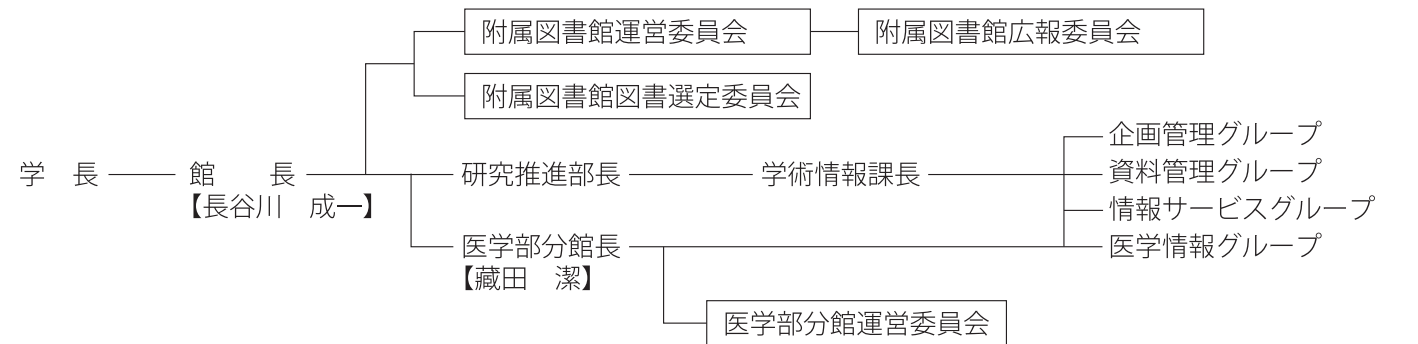 附属図書館運営委員会
附属図書館広報委員会
附属図書館図書選定委員会
学 長
館 長
【長谷川 成一】
研究推進部長
学術情報課長
企画管理グループ
資料管理グループ
情報サービスグループ
医学情報グループ
医学部分館長
【藏田 潔】
医学部分館運営委員会